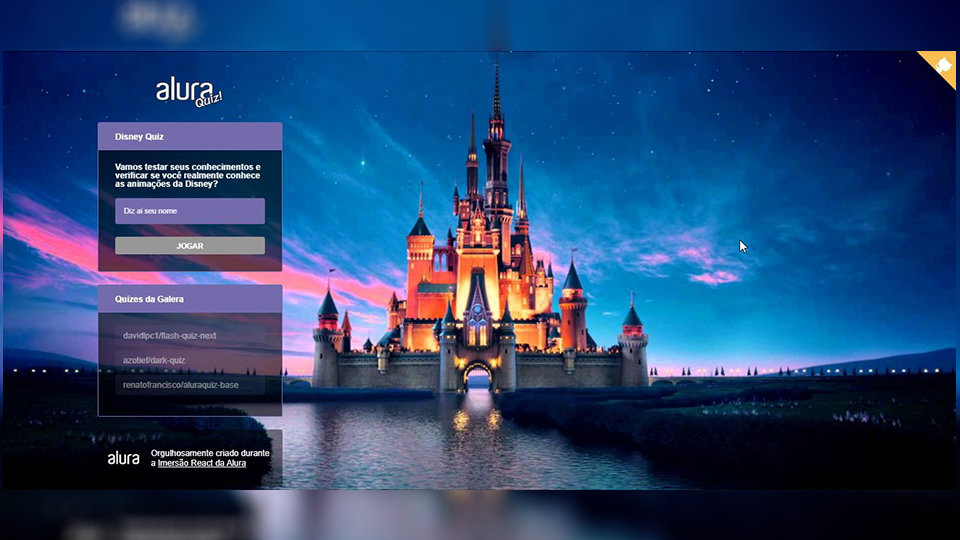 alura
Quiz!
Disney Quiz
Vamos testar seus conhecimentos e
verificar se você realmente conhece
as animações da Disney?
Diz ai seu nome
JOGAR
Quizes da Galera
davidlpc1/flash-quiz-next
azotief/dark-quiz
renatofrancisco/aluraquiz-base
alura
Orgulhosamente criado durante
a Imersão React da Alura